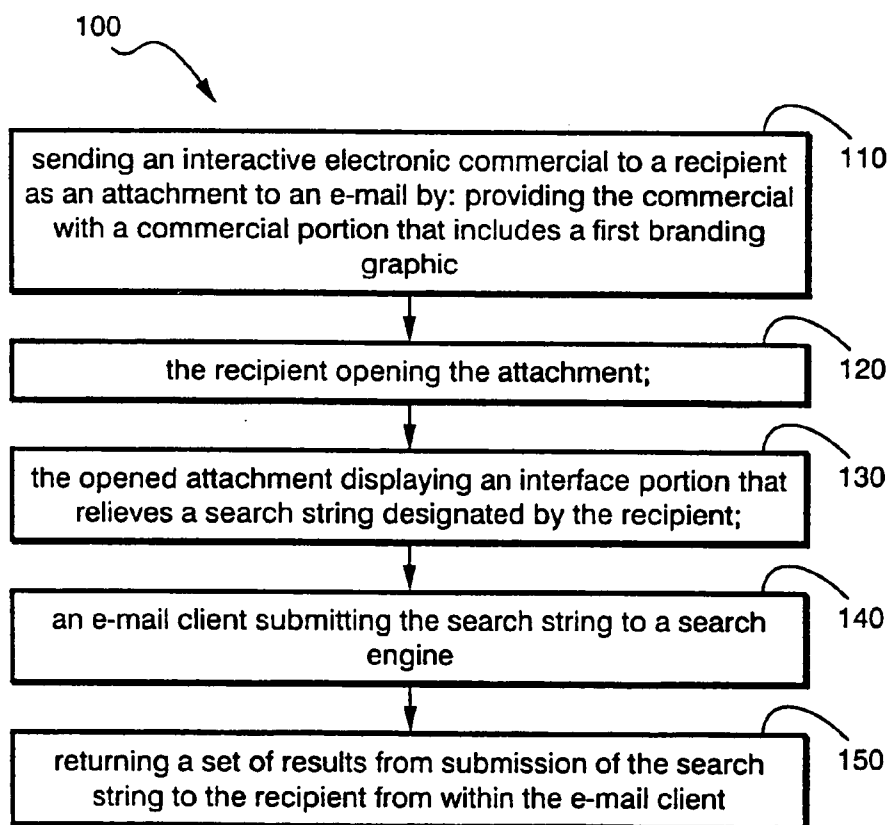 100
sending an interactive electronic commercial to a recipient
as an attachment to an e-mail by: providing the commercial
with a commercial portion that includes a first branding
graphic
110
the recipient opening the attachment;
120
the opened attachment displaying an interface portion that
relieves a search string designated by the recipient;
130
an e-mail client submitting the search string to a search
engine
140
returning a set of results from submission of the search
string to the recipient from within the e-mail client
150